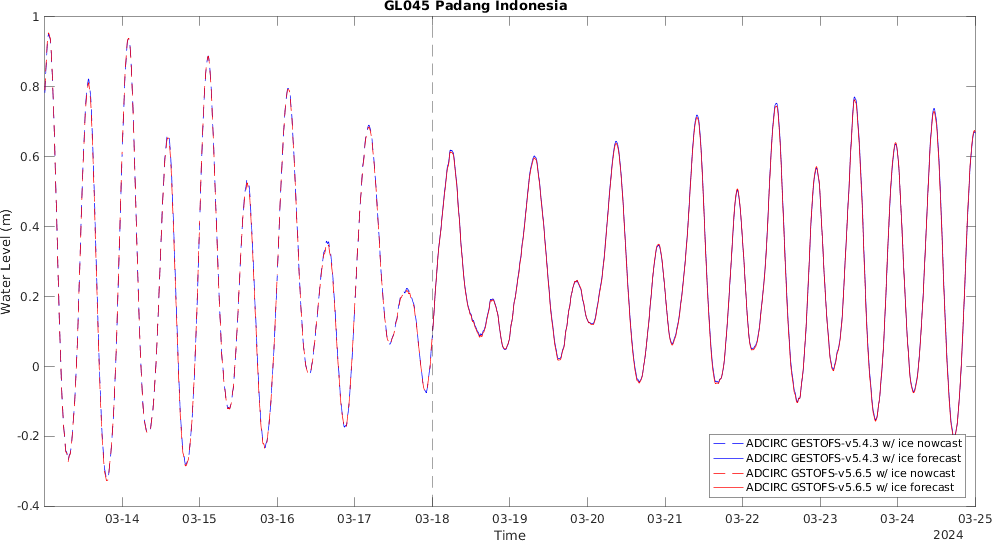 GL045 Padang Indonesia
1
0.8
0.6
0.4
0.2
0
-0.2
-0.4
Water Level (m)
ADCIRC GESTOFS-v5.4.3 w/ ice nowcast
ADCIRC GESTOFS-v5.4.3 w/ ice forecast
ADCIRC GSTOFS-v5.6.5 w/ ice nowcast
ADCIRC GSTOFS-v5.6.5 w/ ice forecast
03-14 03-15 03-16 03-17 03-18 03-19 03-20 03-21 03-22 03-23 03-24 03-25
Time
2024